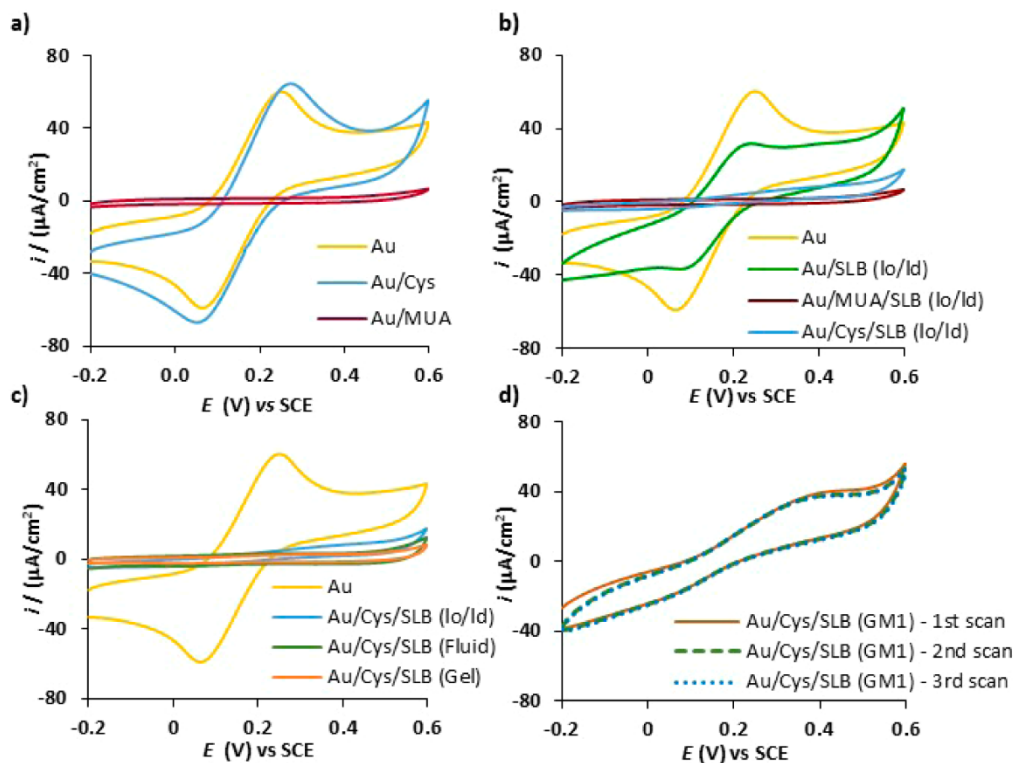 a)
80
40
0
-40
-80
i / (μA/cm²)
-0.2 0.0 0.2 0.4 0.6
E (V) vs SCE
Au
Au/Cys
Au/MUA
b)
80
40
0
-40
-80
i / (μA/cm²)
-0.2 0 0.2 0.4 0.6
E (V) vs SCE
Au
Au/SLB (lo/ld)
Au/MUA/SLB (lo/ld)
Au/Cys/SLB (lo/ld)
c)
80
40
0
-40
-80
i / (μA/cm²)
-0.2 0 0.2 0.4 0.6
E (V) vs SCE
Au
Au/Cys/SLB (lo/ld)
Au/Cys/SLB (Fluid)
Au/Cys/SLB (Gel)
d)
80
40
0
-40
-80
i / (μA/cm²)
-0.2 0 0.2 0.4 0.6
E (V) vs SCE
Au/Cys/SLB (GM1) - 1st scan
Au/Cys/SLB (GM1) - 2nd scan
Au/Cys/SLB (GM1) - 3rd scan